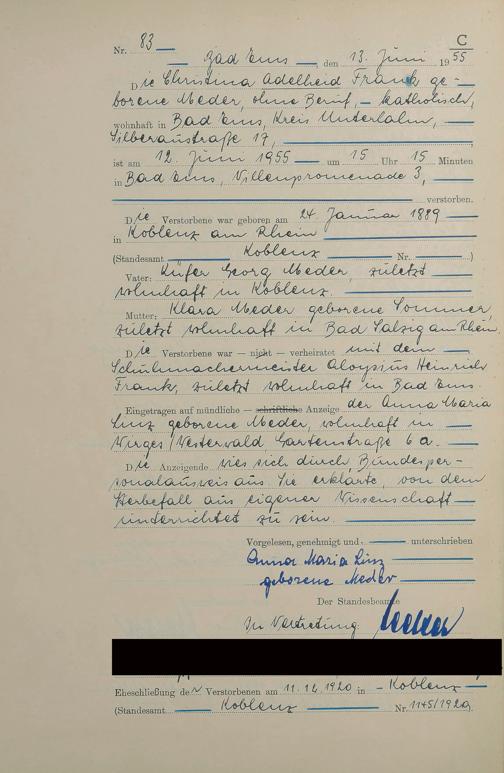 C
Nr. 83
Bad Ems, den 13. Juni 1955
Die Christina Adelheid Frank ge-
borene Meder, ohne Beruf, - katholisch,
wohnhaft in Bad Ems, Kreis Unterlahn,
Silberaustraße 17,
ist am 12. Juni 1955 um 15 Uhr 15 Minuten
in Bad Ems, Villenpromenade 3,
verstorben.
Die Verstorbene war geboren am 24. Januar 1889
in Koblenz am Rhein
(Standesamt Koblenz Nr. )
Vater: Küfer Georg Meder, zuletzt
wohnhaft in Koblenz.
Mutter: Klara Meder geborene Sommer,
zuletzt wohnhaft in Bad Salzig am Rhein.
Die Verstorbene war — nicht — verheiratet mit dem
Schuhmachermeister Aloysius Heinrich
Frank, zuletzt wohnhaft in Bad Ems.
Eingetragen auf mündliche — schriftliche Anzeige der Anna Maria
Linz geborene Meder, wohnhaft in
Wirges/Westerwald Gartenstraße 6a.
Die Anzeigende wies sich durch Bundesper-
sonalausweis aus. Sie erklärte, von dem
Sterbefall aus eigener Wissenschaft
unterrichtet zu sein.
Vorgelesen, genehmigt und unterschrieben
Anna Maria Linz
geborene Meder
Der Standesbeamte
In Vertretung:
Eheschließung der Verstorbenen am 11.12.1920 in Koblenz
(Standesamt Koblenz Nr. 1145/1920)